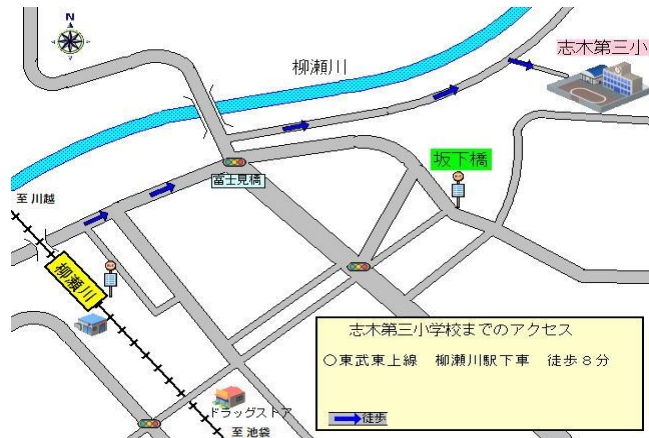 N
志木第三小
柳瀬川
坂下橋
富士見橋
至 川越
柳瀬川
志木第三小学校までのアクセス
○東武東上線　柳瀬川駅下車　徒歩８分
徒歩
ドラッグストア
至 池袋